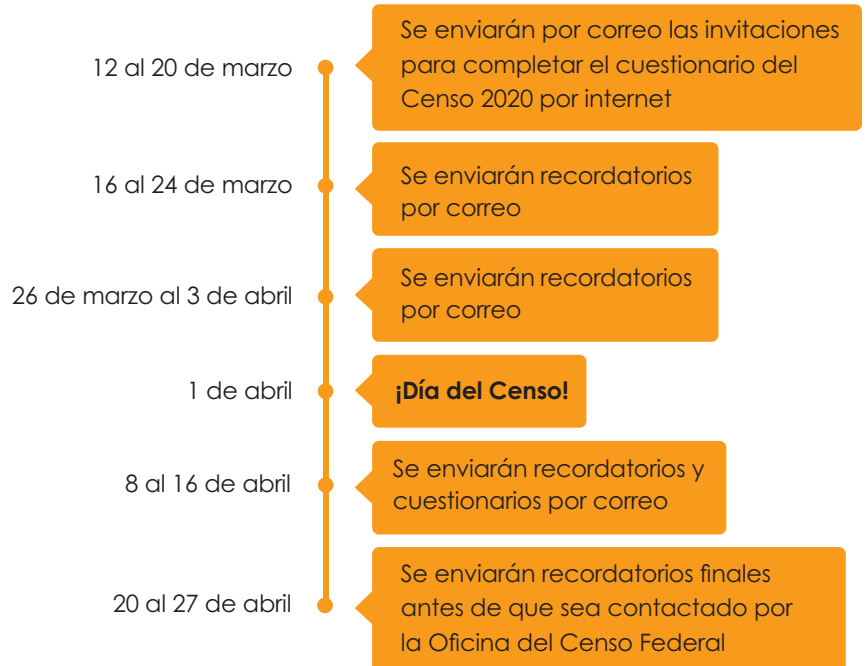 12 al 20 de marzo
Se enviarán por correo las invitaciones
para completar el cuestionario del
Censo 2020 por internet
16 al 24 de marzo
Se enviarán recordatorios
por correo
26 de marzo al 3 de abril
Se enviarán recordatorios
por correo
1 de abril
¡Día del Censo!
8 al 16 de abril
Se enviarán recordatorios y
cuestionarios por correo
20 al 27 de abril
Se enviarán recordatorios finales
antes de que sea contactado por
la Oficina del Censo Federal